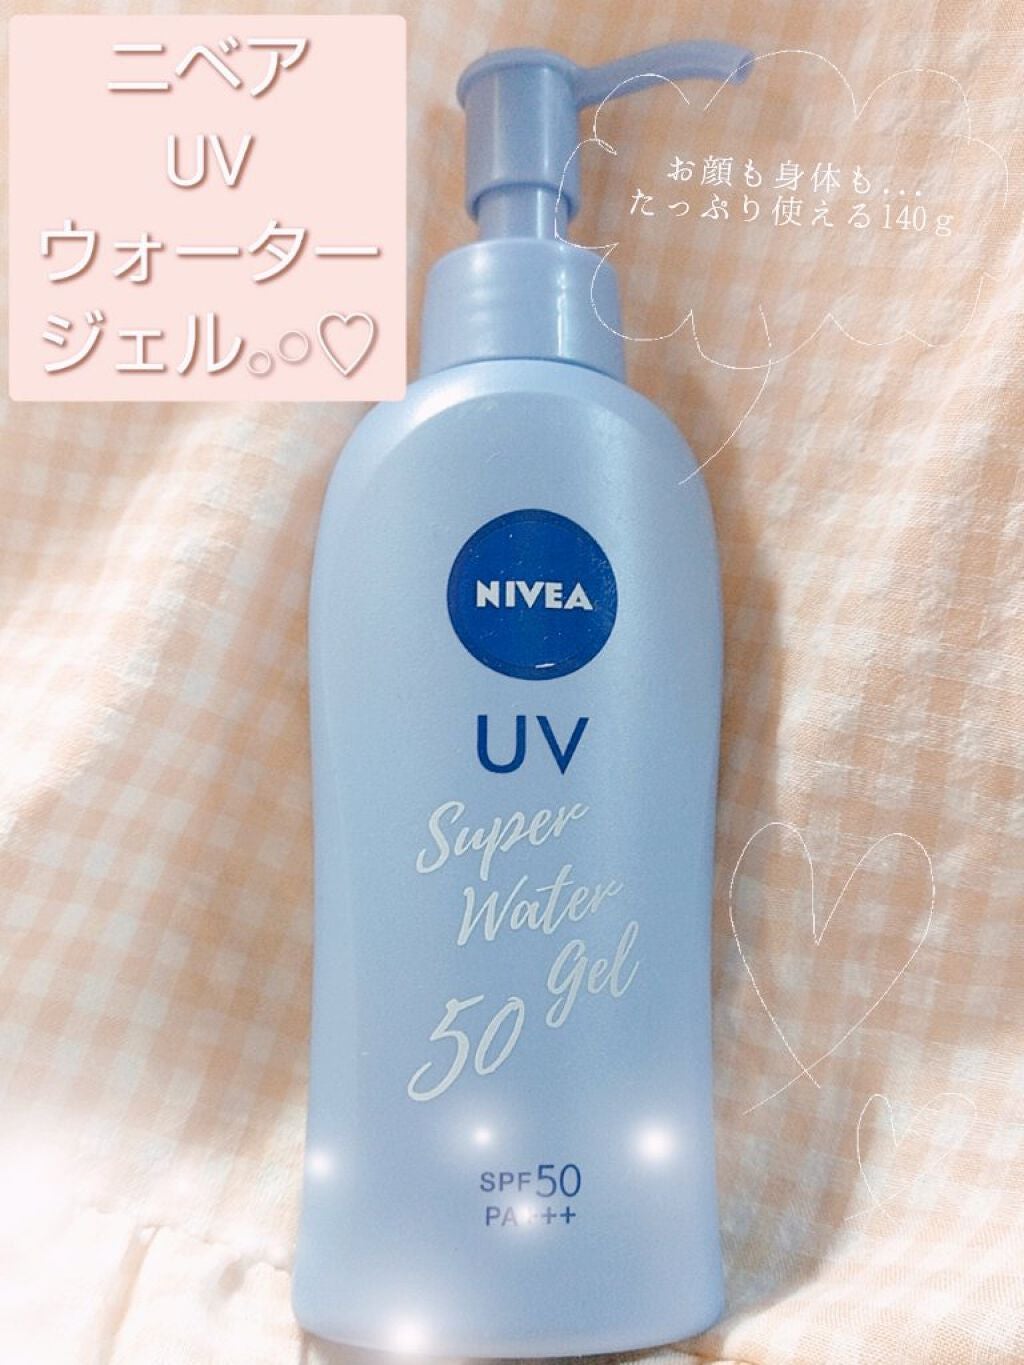 ニベア
UV
ウォーター
ジェル｡○♡
お顔も身体も...
たっぷり使える140g
NIVEA
UV
Super
Water
Gel
50
SPF50
PA+++